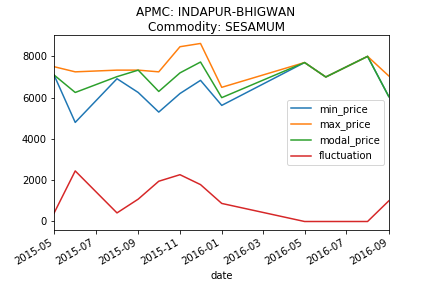 APMC: INDAPUR-BHIGWAN
Commodity: SESAMUM
8000
6000
4000
2000
0
min_price
max_price
modal_price
fluctuation
2015-05
2015-07
2015-09
2015-11
2016-01
2016-03
2016-05
2016-07
2016-09
date